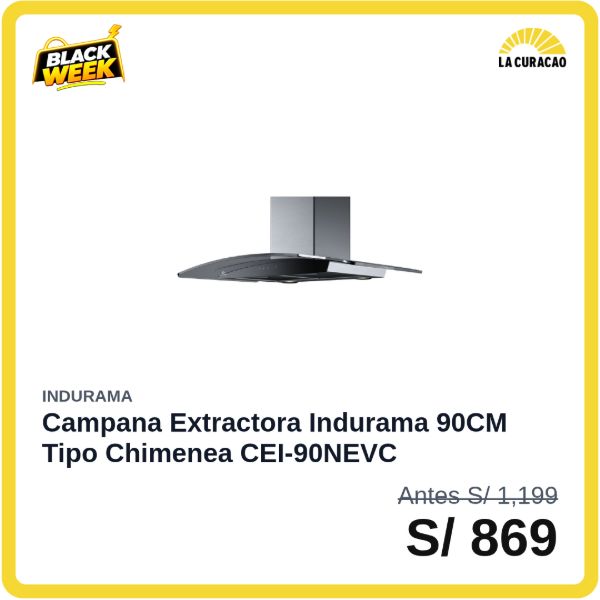 BLACK
WEEK
LA CURACAO
INDURAMA
Campana Extractora Indurama 90CM
Tipo Chimenea CEI-90NEVC
Antes S/ 1,199
S/ 869